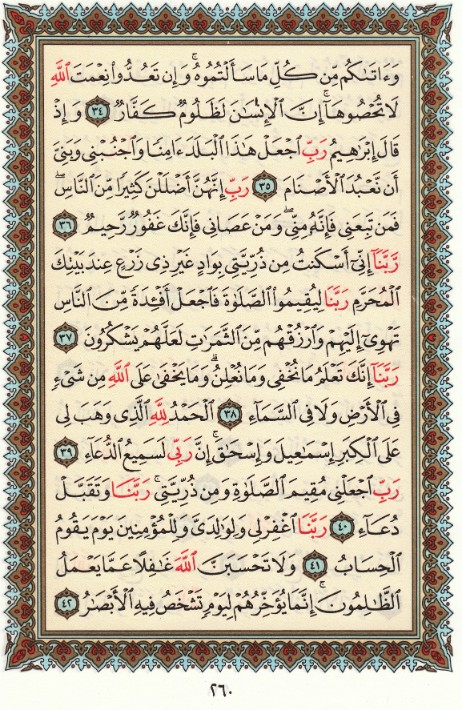 وَءَاتَىٰكُم مِّن كُلِّ مَا سَأَلْتُمُوهُ ۚ وَإِن تَعُدُّوا۟ نِعْمَتَ ٱللَّهِ
لَا تُحْصُوهَآ ۗ إِنَّ ٱلْإِنسَٰنَ لَظَلُومٌ كَفَّارٌ ٣٤ وَإِذْ
قَالَ إِبْرَٰهِيمُ رَبِّ ٱجْعَلْ هَٰذَا ٱلْبَلَدَ ءَامِنًا وَٱجْنُبْنِى وَبَنِىَّ
أَن نَّعْبُدَ ٱلْأَصْنَامَ ٣٥ رَبِّ إِنَّهُنَّ أَضْلَلْنَ كَثِيرًا مِّنَ ٱلنَّاسِ ۖ
فَمَن تَبِعَنِى فَإِنَّهُۥ مِنِّى ۖ وَمَنْ عَصَانِى فَإِنَّكَ غَفُورٌ رَّحِيمٌ ٣٦
رَّبَّنَآ إِنِّىٓ أَسْكَنتُ مِن ذُرِّيَّتِى بِوَادٍ غَيْرِ ذِى زَرْعٍ عِندَ بَيْتِكَ
ٱلْمُحَرَّمِ رَبَّنَا لِيُقِيمُوا۟ ٱلصَّلَوٰةَ فَٱجْعَلْ أَفْـِٔدَةً مِّنَ ٱلنَّاسِ
تَهْوِىٓ إِلَيْهِمْ وَٱرْزُقْهُم مِّنَ ٱلثَّمَرَٰتِ لَعَلَّهُمْ يَشْكُرُونَ ٣٧
رَبَّنَآ إِنَّكَ تَعْلَمُ مَا نُخْفِى وَمَا نُعْلِنُ ۗ وَمَا يَخْفَىٰ عَلَى ٱللَّهِ مِن شَىْءٍ
فِى ٱلْأَرْضِ وَلَا فِى ٱلسَّمَآءِ ٣٨ ٱلْحَمْدُ لِلَّهِ ٱلَّذِى وَهَبَ لِى
عَلَى ٱلْكِبَرِ إِسْمَٰعِيلَ وَإِسْحَٰقَ ۚ إِنَّ رَبِّى لَسَمِيعُ ٱلدُّعَآءِ ٣٩
رَبِّ ٱجْعَلْنِى مُقِيمَ ٱلصَّلَوٰةِ وَمِن ذُرِّيَّتِى ۚ رَبَّنَا وَتَقَبَّلْ
دُعَآءِ ٤٠ رَبَّنَا ٱغْفِرْ لِى وَلِوَٰلِدَىَّ وَلِلْمُؤْمِنِينَ يَوْمَ يَقُومُ
ٱلْحِسَابُ ٤١ وَلَا تَحْسَبَنَّ ٱللَّهَ غَٰفِلًا عَمَّا يَعْمَلُ
ٱلظَّٰلِمُونَ ۚ إِنَّمَا يُؤَخِّرُهُمْ لِيَوْمٍ تَشْخَصُ فِيهِ ٱلْأَبْصَٰرُ ٤٢
٢٦٠